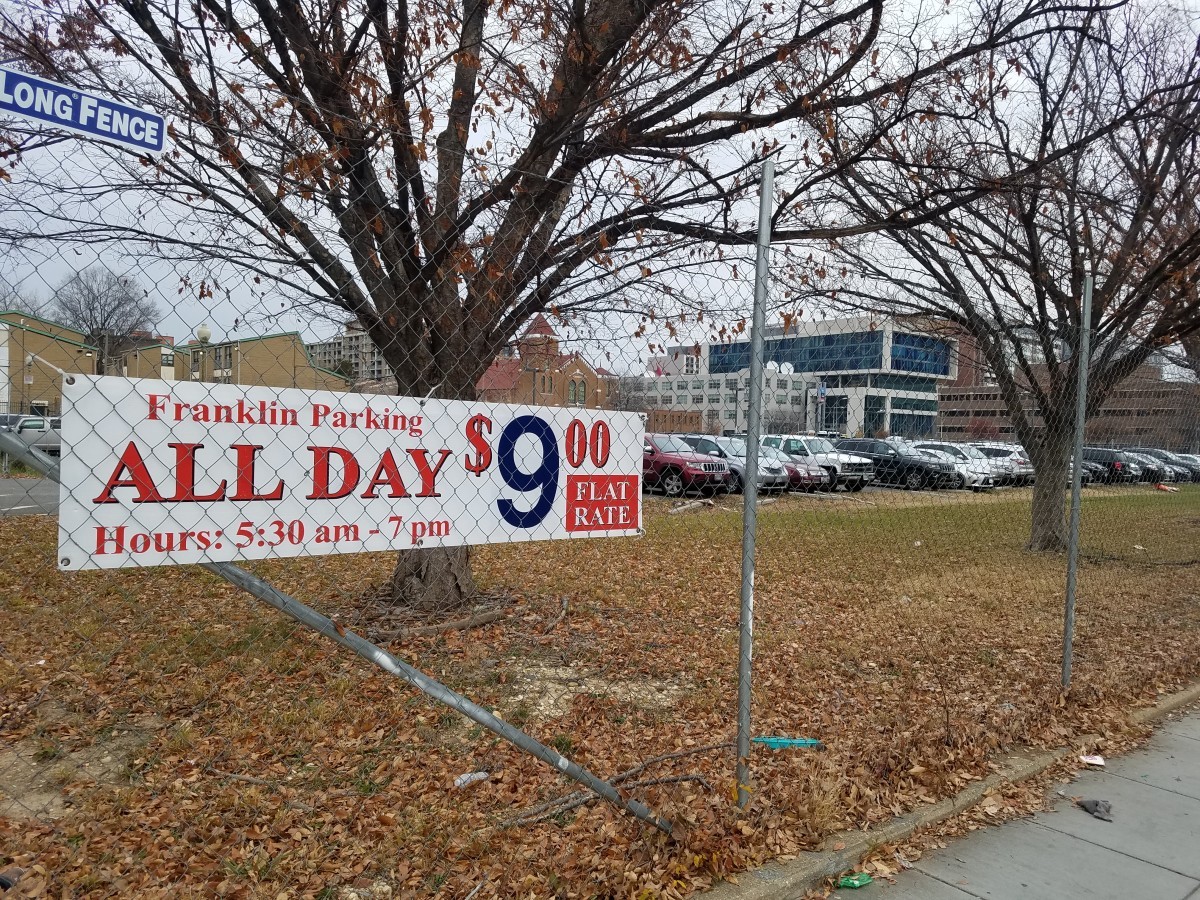 LONG FENCE
Franklin Parking
ALL DAY
Hours: 5:30 am - 7 pm
$9 00
FLAT
RATE